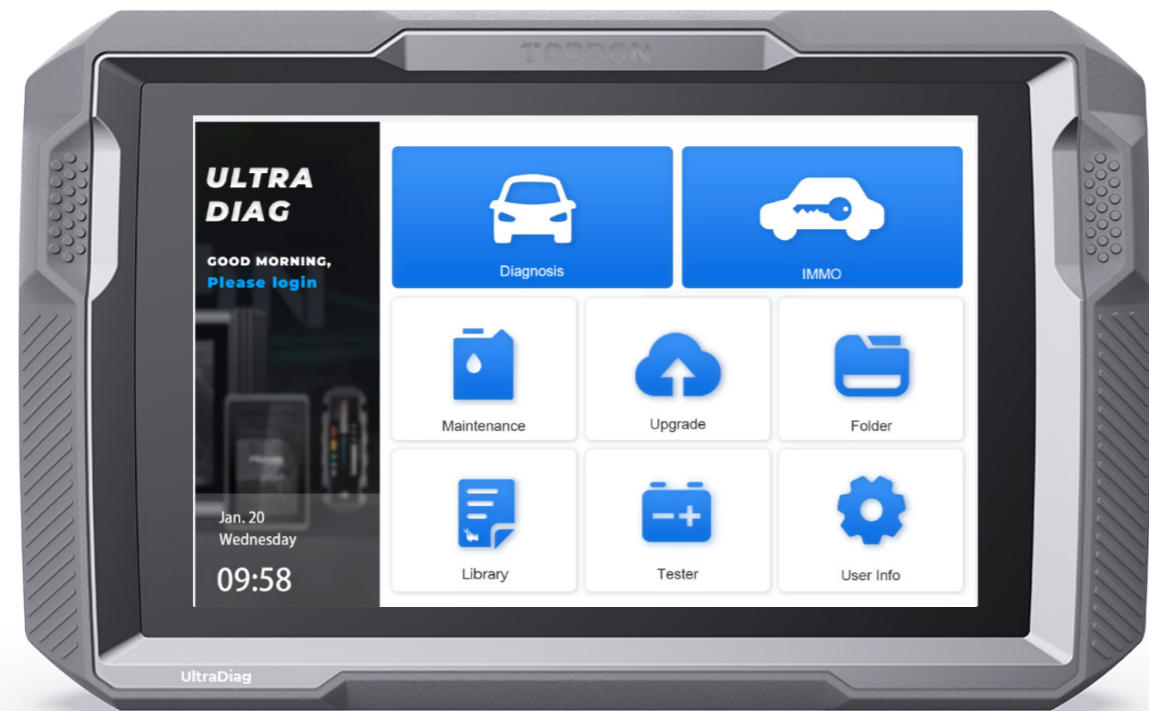 TOPDON
ULTRA
DIAG
GOOD MORNING,
Please login
Jan. 20
Wednesday
09:58
Diagnosis
IMMO
Maintenance
Upgrade
Folder
Library
Tester
User Info
UltraDiag